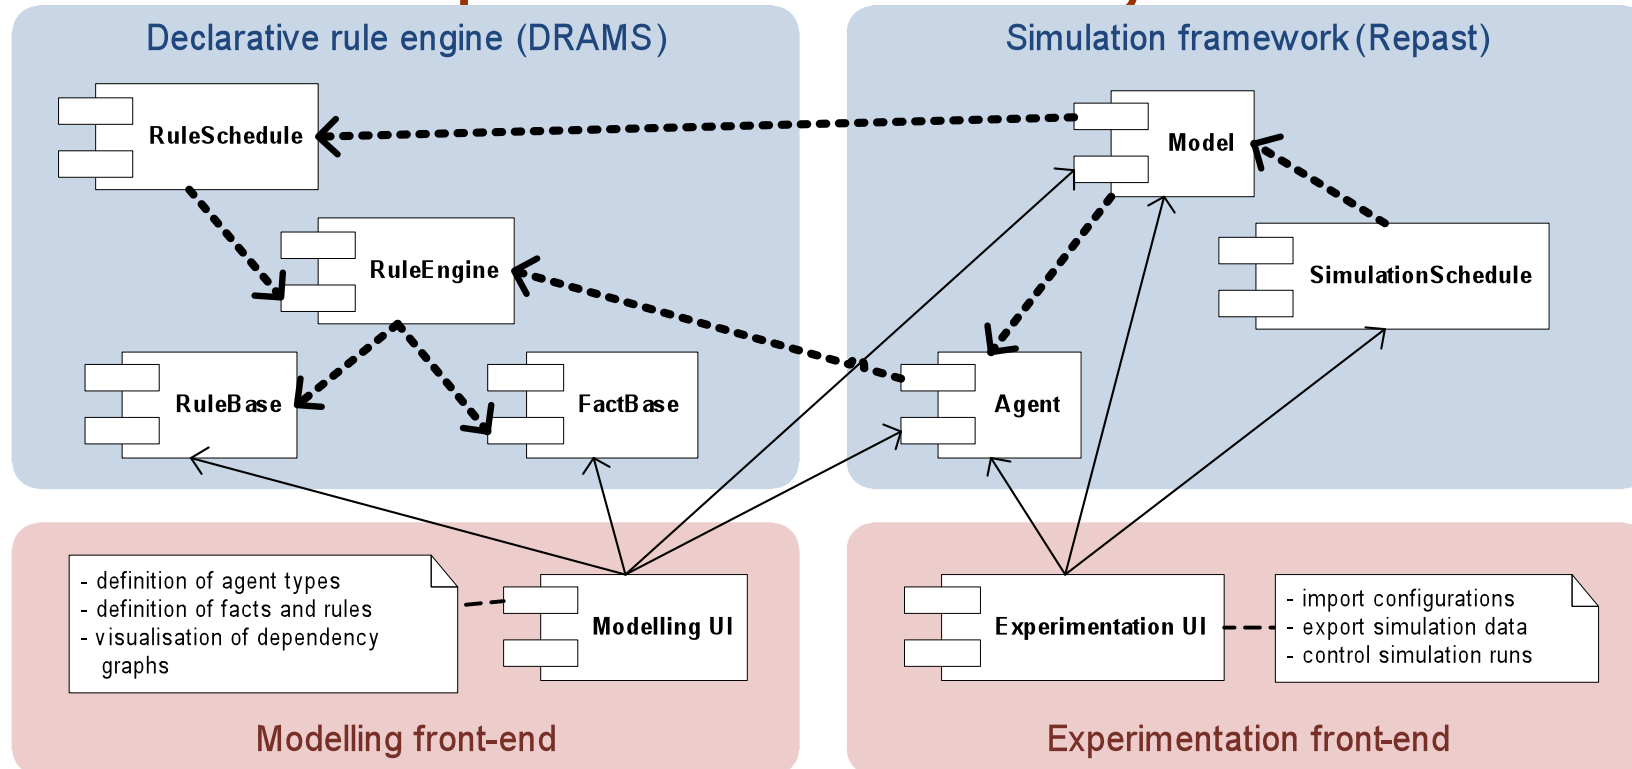 Declarative rule engine (DRAMS)
Simulation framework (Repast)
RuleSchedule
Model
RuleEngine
SimulationSchedule
RuleBase
FactBase
Agent
- definition of agent types
- definition of facts and rules
- visualisation of dependency
graphs
Modelling UI
Experimentation UI
- import configurations
- export simulation data
- control simulation runs
Modelling front-end
Experimentation front-end